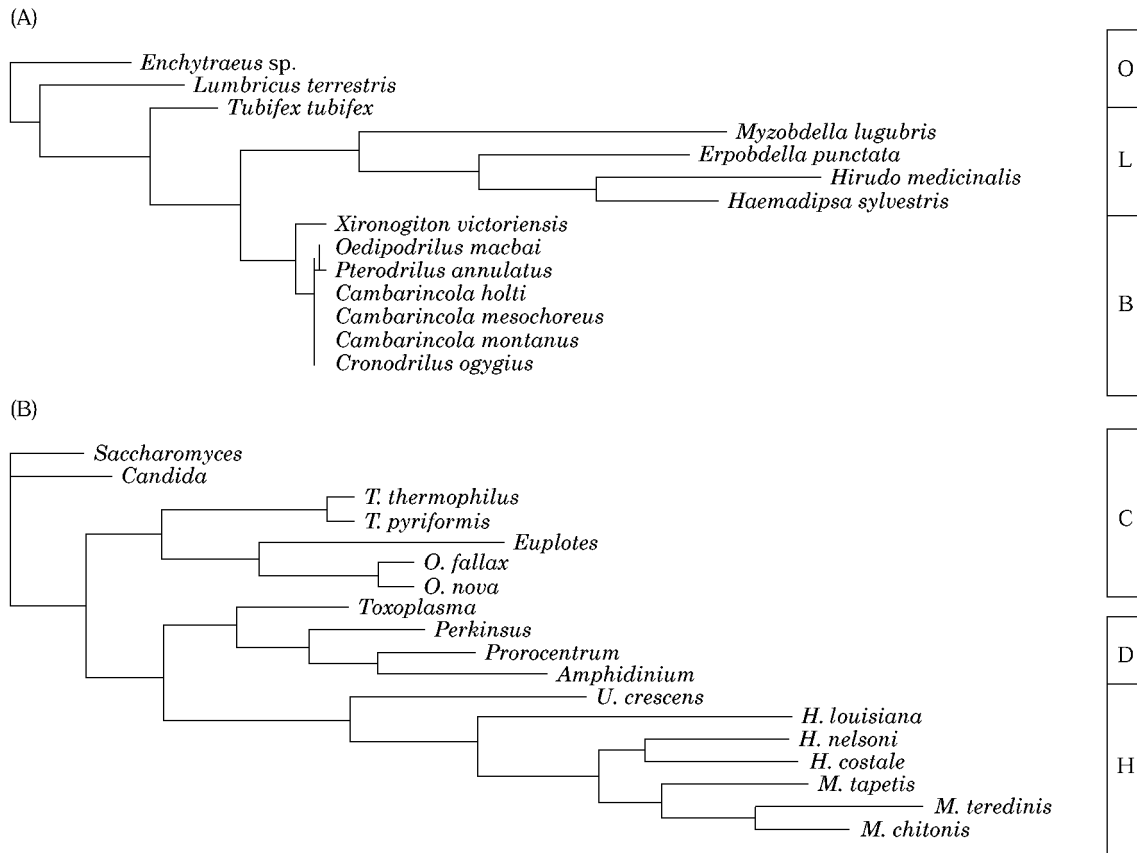 (A)
Enchytraeus sp.
Lumbricus terrestris
Tubifex tubifex
O
Myzobdella lugubris
Erpobdella punctata
Hirudo medicinalis
Haemadipsa sylvestris
L
Xironogiton victoriensis
Oedipodrilus macbai
Pterodrilus annulatus
Cambarincola holti
Cambarincola mesochoreus
Cambarincola montanus
Cronodrilus ogygius
B
(B)
Saccharomyces
Candida
T. thermophilus
T. pyriformis
Euplotes
O. fallax
O. nova
C
Toxoplasma
Perkinsus
Prorocentrum
Amphidinium
D
U. crescens
H. louisiana
H. nelsoni
H. costale
M. tapetis
M. teredinis
M. chitonis
H